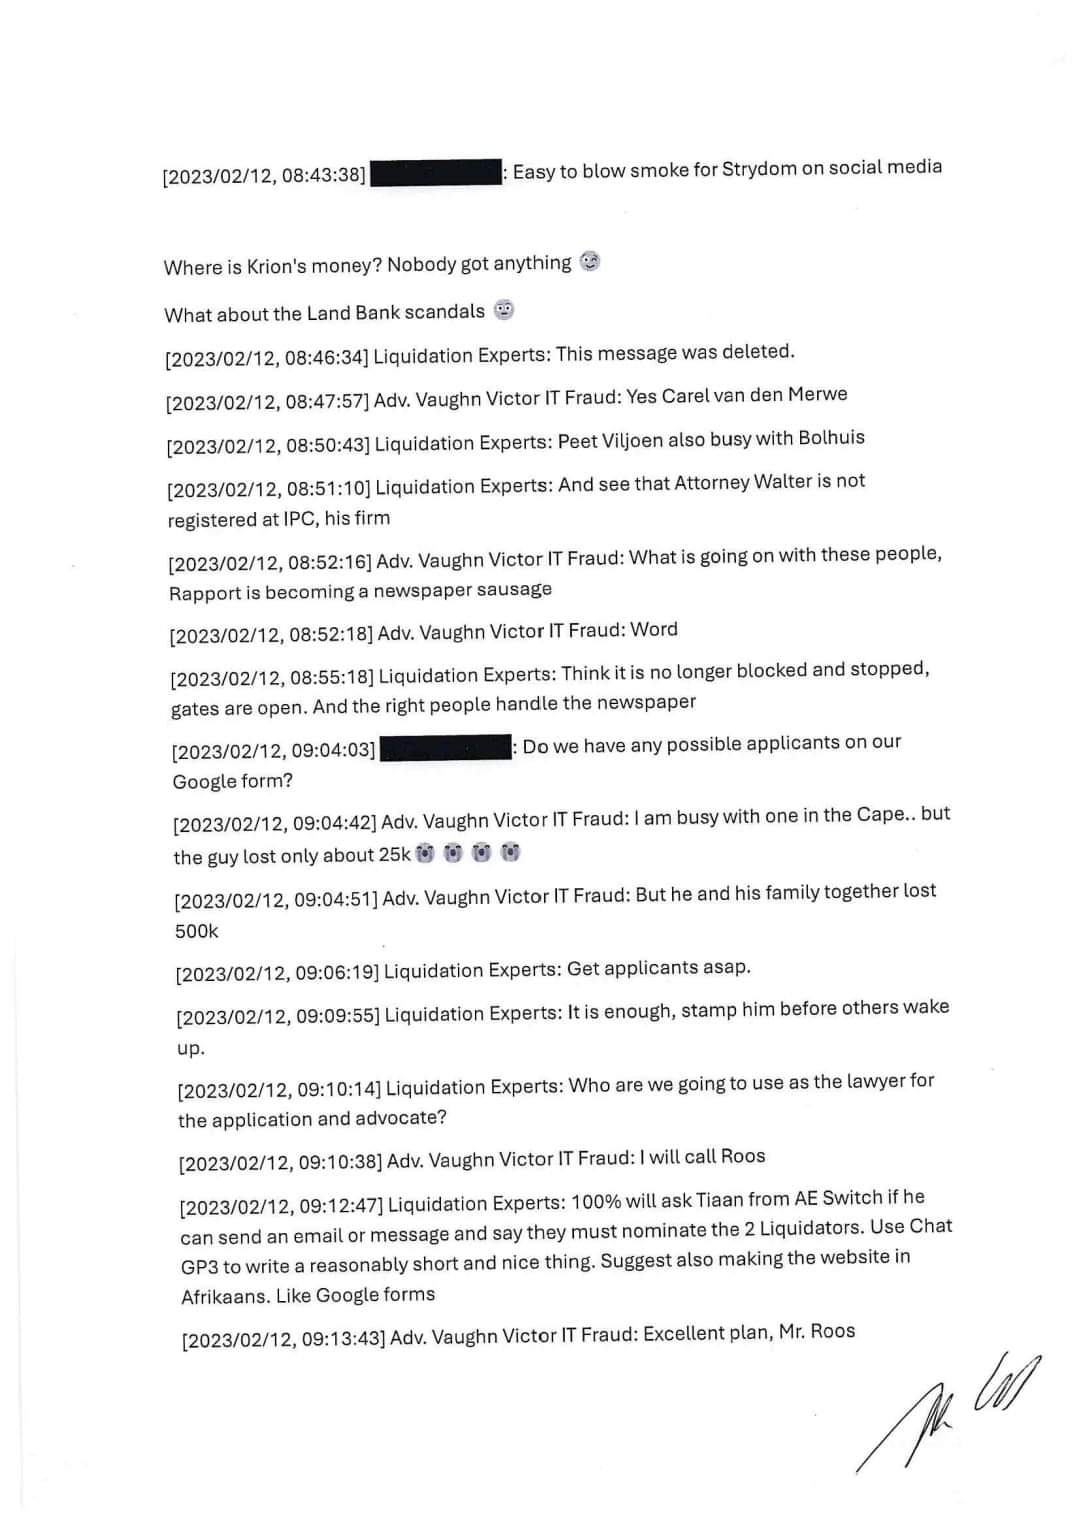 [2023/02/12, 08:43:38] : Easy to blow smoke for Strydom on social media
Where is Krion's money? Nobody got anything 😉
What about the Land Bank scandals 😳
[2023/02/12, 08:46:34] Liquidation Experts: This message was deleted.
[2023/02/12, 08:47:57] Adv. Vaughn Victor IT Fraud: Yes Carel van den Merwe
[2023/02/12, 08:50:43] Liquidation Experts: Peet Viljoen also busy with Bolhuis
[2023/02/12, 08:51:10] Liquidation Experts: And see that Attorney Walter is not
registered at IPC, his firm
[2023/02/12, 08:52:16] Adv. Vaughn Victor IT Fraud: What is going on with these people,
Rapport is becoming a newspaper sausage
[2023/02/12, 08:52:18] Adv. Vaughn Victor IT Fraud: Word
[2023/02/12, 08:55:18] Liquidation Experts: Think it is no longer blocked and stopped,
gates are open. And the right people handle the newspaper
[2023/02/12, 09:04:03] : Do we have any possible applicants on our
Google form?
[2023/02/12, 09:04:42] Adv. Vaughn Victor IT Fraud: I am busy with one in the Cape.. but
the guy lost only about 25k 😭 😭 😭 😭
[2023/02/12, 09:04:51] Adv. Vaughn Victor IT Fraud: But he and his family together lost
500k
[2023/02/12, 09:06:19] Liquidation Experts: Get applicants asap.
[2023/02/12, 09:09:55] Liquidation Experts: It is enough, stamp him before others wake
up.
[2023/02/12, 09:10:14] Liquidation Experts: Who are we going to use as the lawyer for
the application and advocate?
[2023/02/12, 09:10:38] Adv. Vaughn Victor IT Fraud: I will call Roos
[2023/02/12, 09:12:47] Liquidation Experts: 100% will ask Tiaan from AE Switch if he
can send an email or message and say they must nominate the 2 Liquidators. Use Chat
GP3 to write a reasonably short and nice thing. Suggest also making the website in
Afrikaans. Like Google forms
[2023/02/12, 09:13:43] Adv. Vaughn Victor IT Fraud: Excellent plan, Mr. Roos